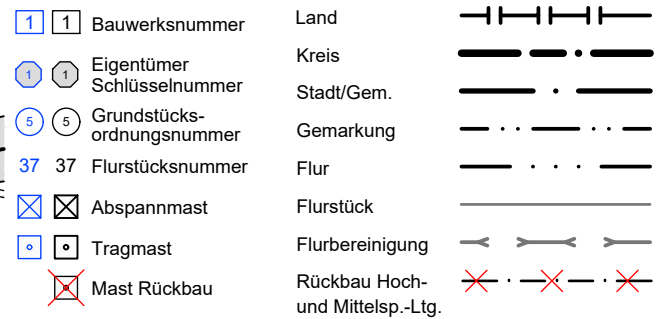 1 1 Bauwerksnummer
1 1 Eigentümer
Schlüsselnummer
5 5 Grundstücks-
ordnungsnummer
37 37 Flurstücksnummer
Abspannmast
Tragmast
Mast Rückbau
Land
Kreis
Stadt/Gem.
Gemarkung
Flur
Flurstück
Flurbereinigung
Rückbau Hoch-
und Mittelsp.-Ltg.